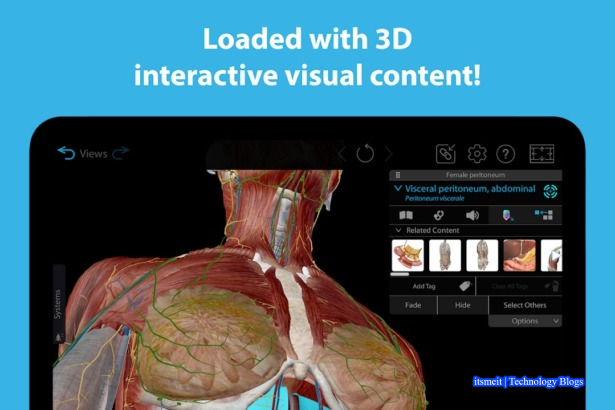 Loaded with 3D
interactive visual content!
Views
Female peritoneum
Visceral peritoneum, abdominal
Peritoneum viscerale
Related Content
Add Tag
Clear All Tags
Fade
Hide
Select Others
Options
Systems
itsmeit | Technology Blogs